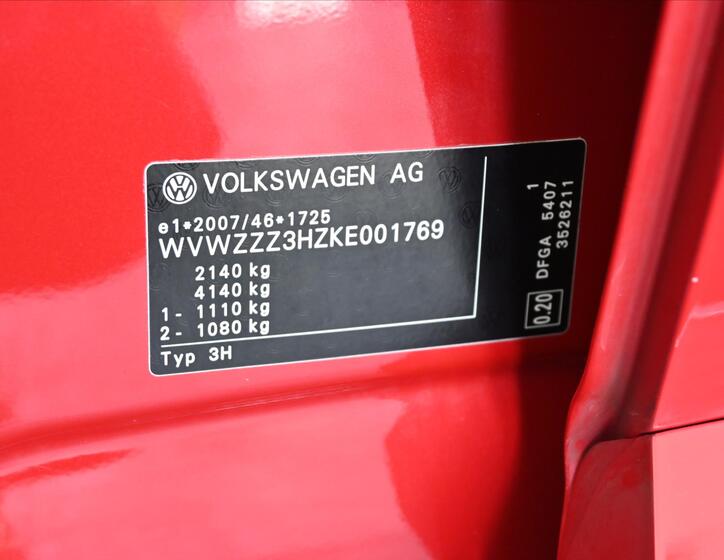 VOLKSWAGEN AG
e1*2007/46*1725
WVWZZZ3HZKE001769
2140 kg
4140 kg
1 - 1110 kg
2 - 1080 kg
Typ 3H
0.20
DFGA 5407 1
3526211